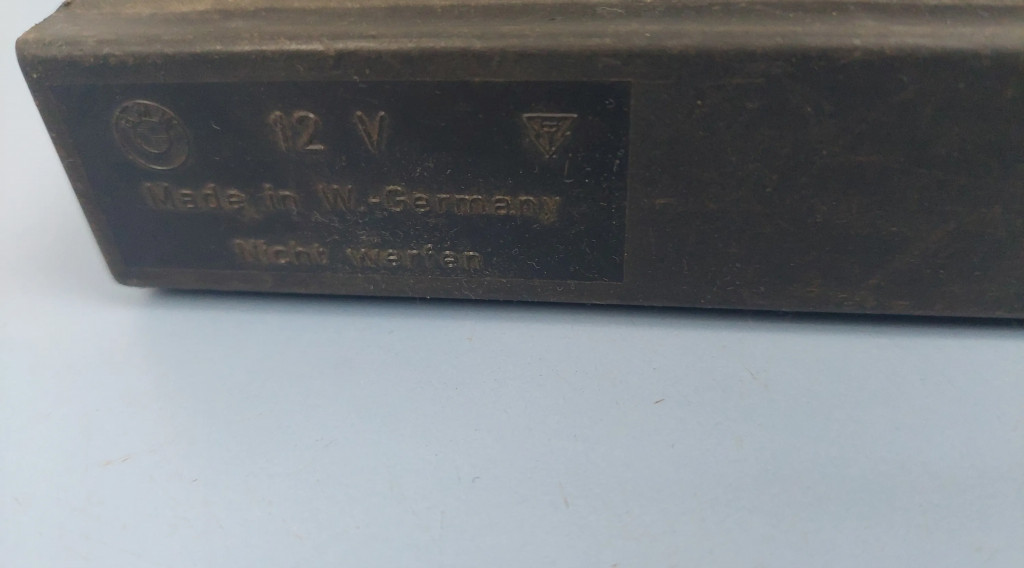 12 V
Made in W.-Germany
Nicht werfen